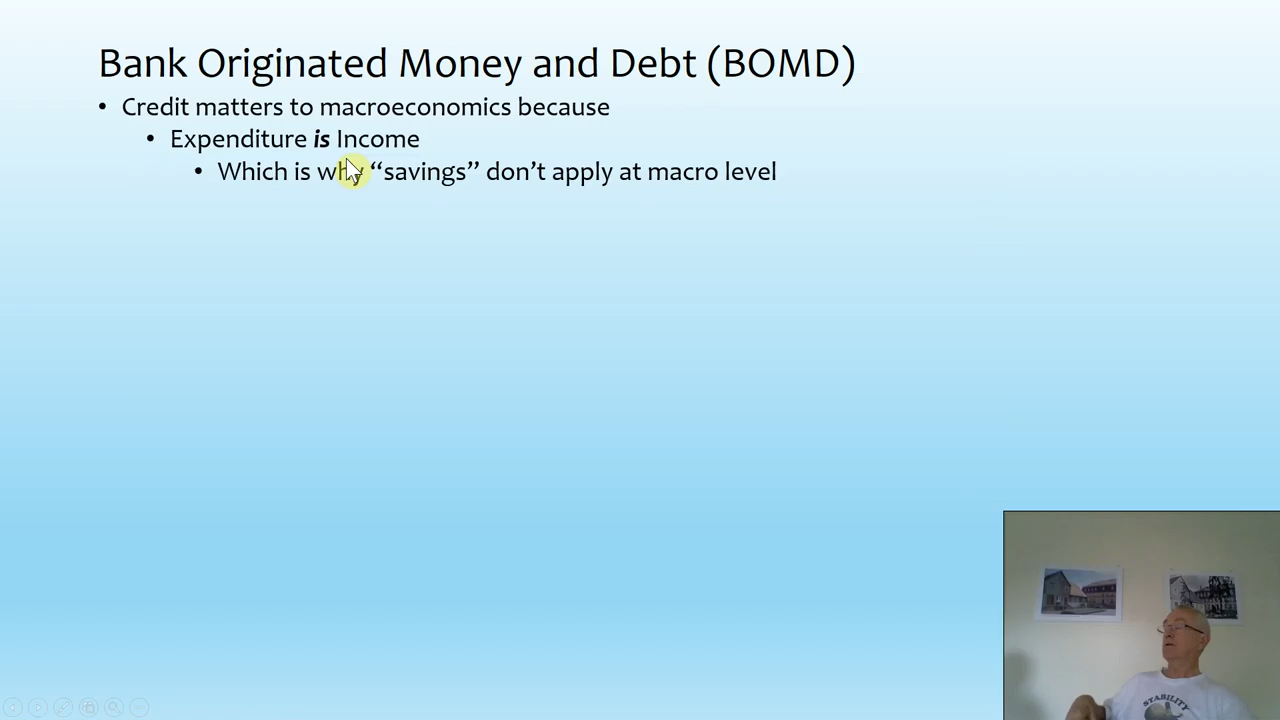 Bank Originated Money and Debt (BOMD)
• Credit matters to macroeconomics because
• Expenditure is Income
• Which is why “savings” don’t apply at macro level
STABILITY